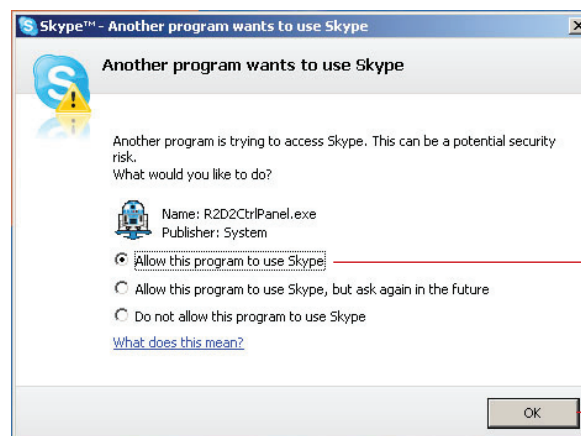 Skype™ - Another program wants to use Skype
Another program wants to use Skype
Another program is trying to access Skype. This can be a potential security
risk.
What would you like to do?
Name: R2D2CtrlPanel.exe
Publisher: System
Allow this program to use Skype
Allow this program to use Skype, but ask again in the future
Do not allow this program to use Skype
What does this mean?
OK